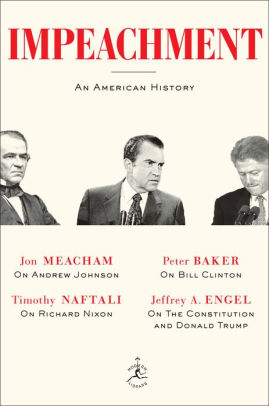 IMPEACHMENT
AN AMERICAN HISTORY
Jon MEACHAM
ON ANDREW JOHNSON
Peter BAKER
ON BILL CLINTON
Timothy NAFTALI
ON RICHARD NIXON
Jeffrey A. ENGEL
ON THE CONSTITUTION
AND DONALD TRUMP
MODERN
LIBRARY